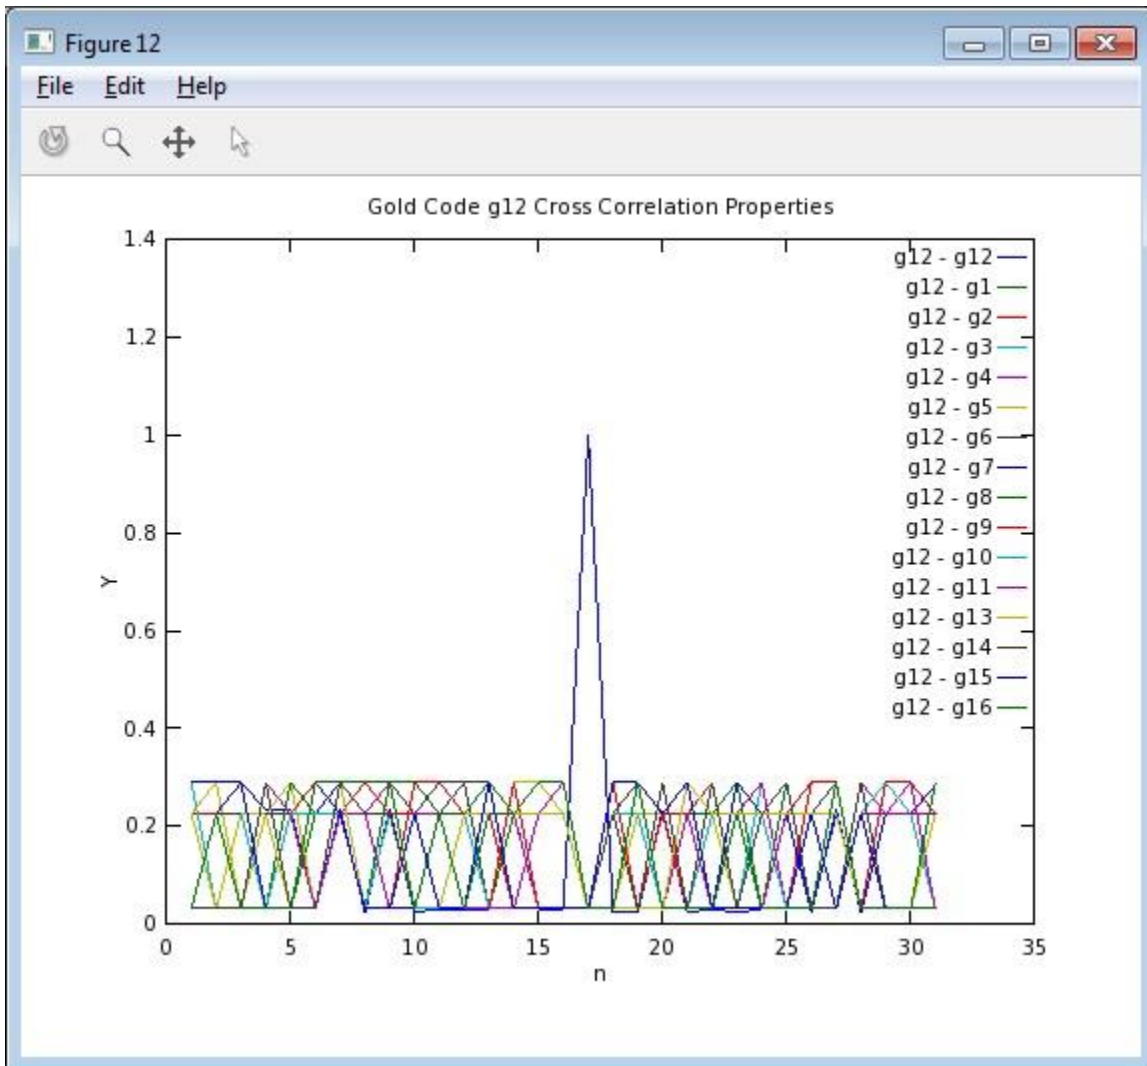 Figure 12
File Edit Help
Gold Code g12 Cross Correlation Properties
g12 - g12
g12 - g1
g12 - g2
g12 - g3
g12 - g4
g12 - g5
g12 - g6
g12 - g7
g12 - g8
g12 - g9
g12 - g10
g12 - g11
g12 - g13
g12 - g14
g12 - g15
g12 - g16
1.4
1.2
1
0.8
0.6
0.4
0.2
0
Y
0 5 10 15 20 25 30 35
n